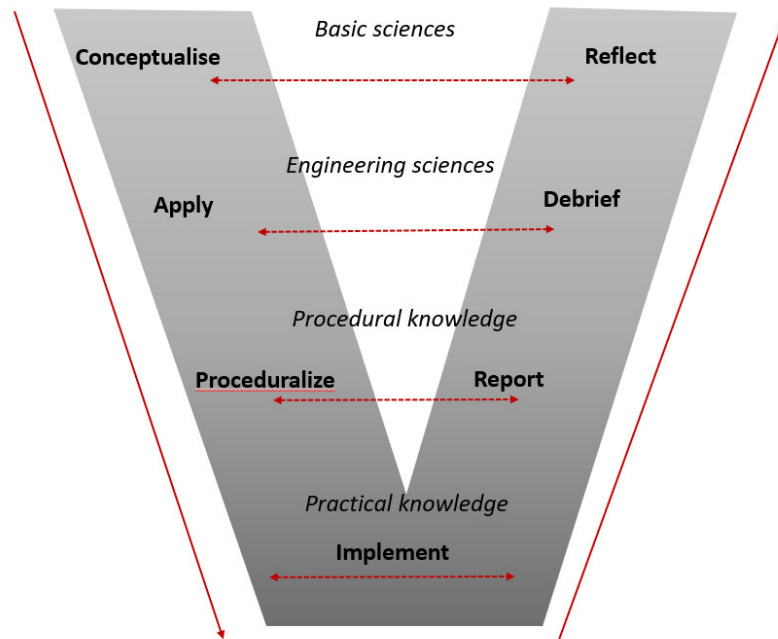 Basic sciences
Conceptualise
Reflect
Engineering sciences
Apply
Debrief
Procedural knowledge
Proceduralize
Report
Practical knowledge
Implement